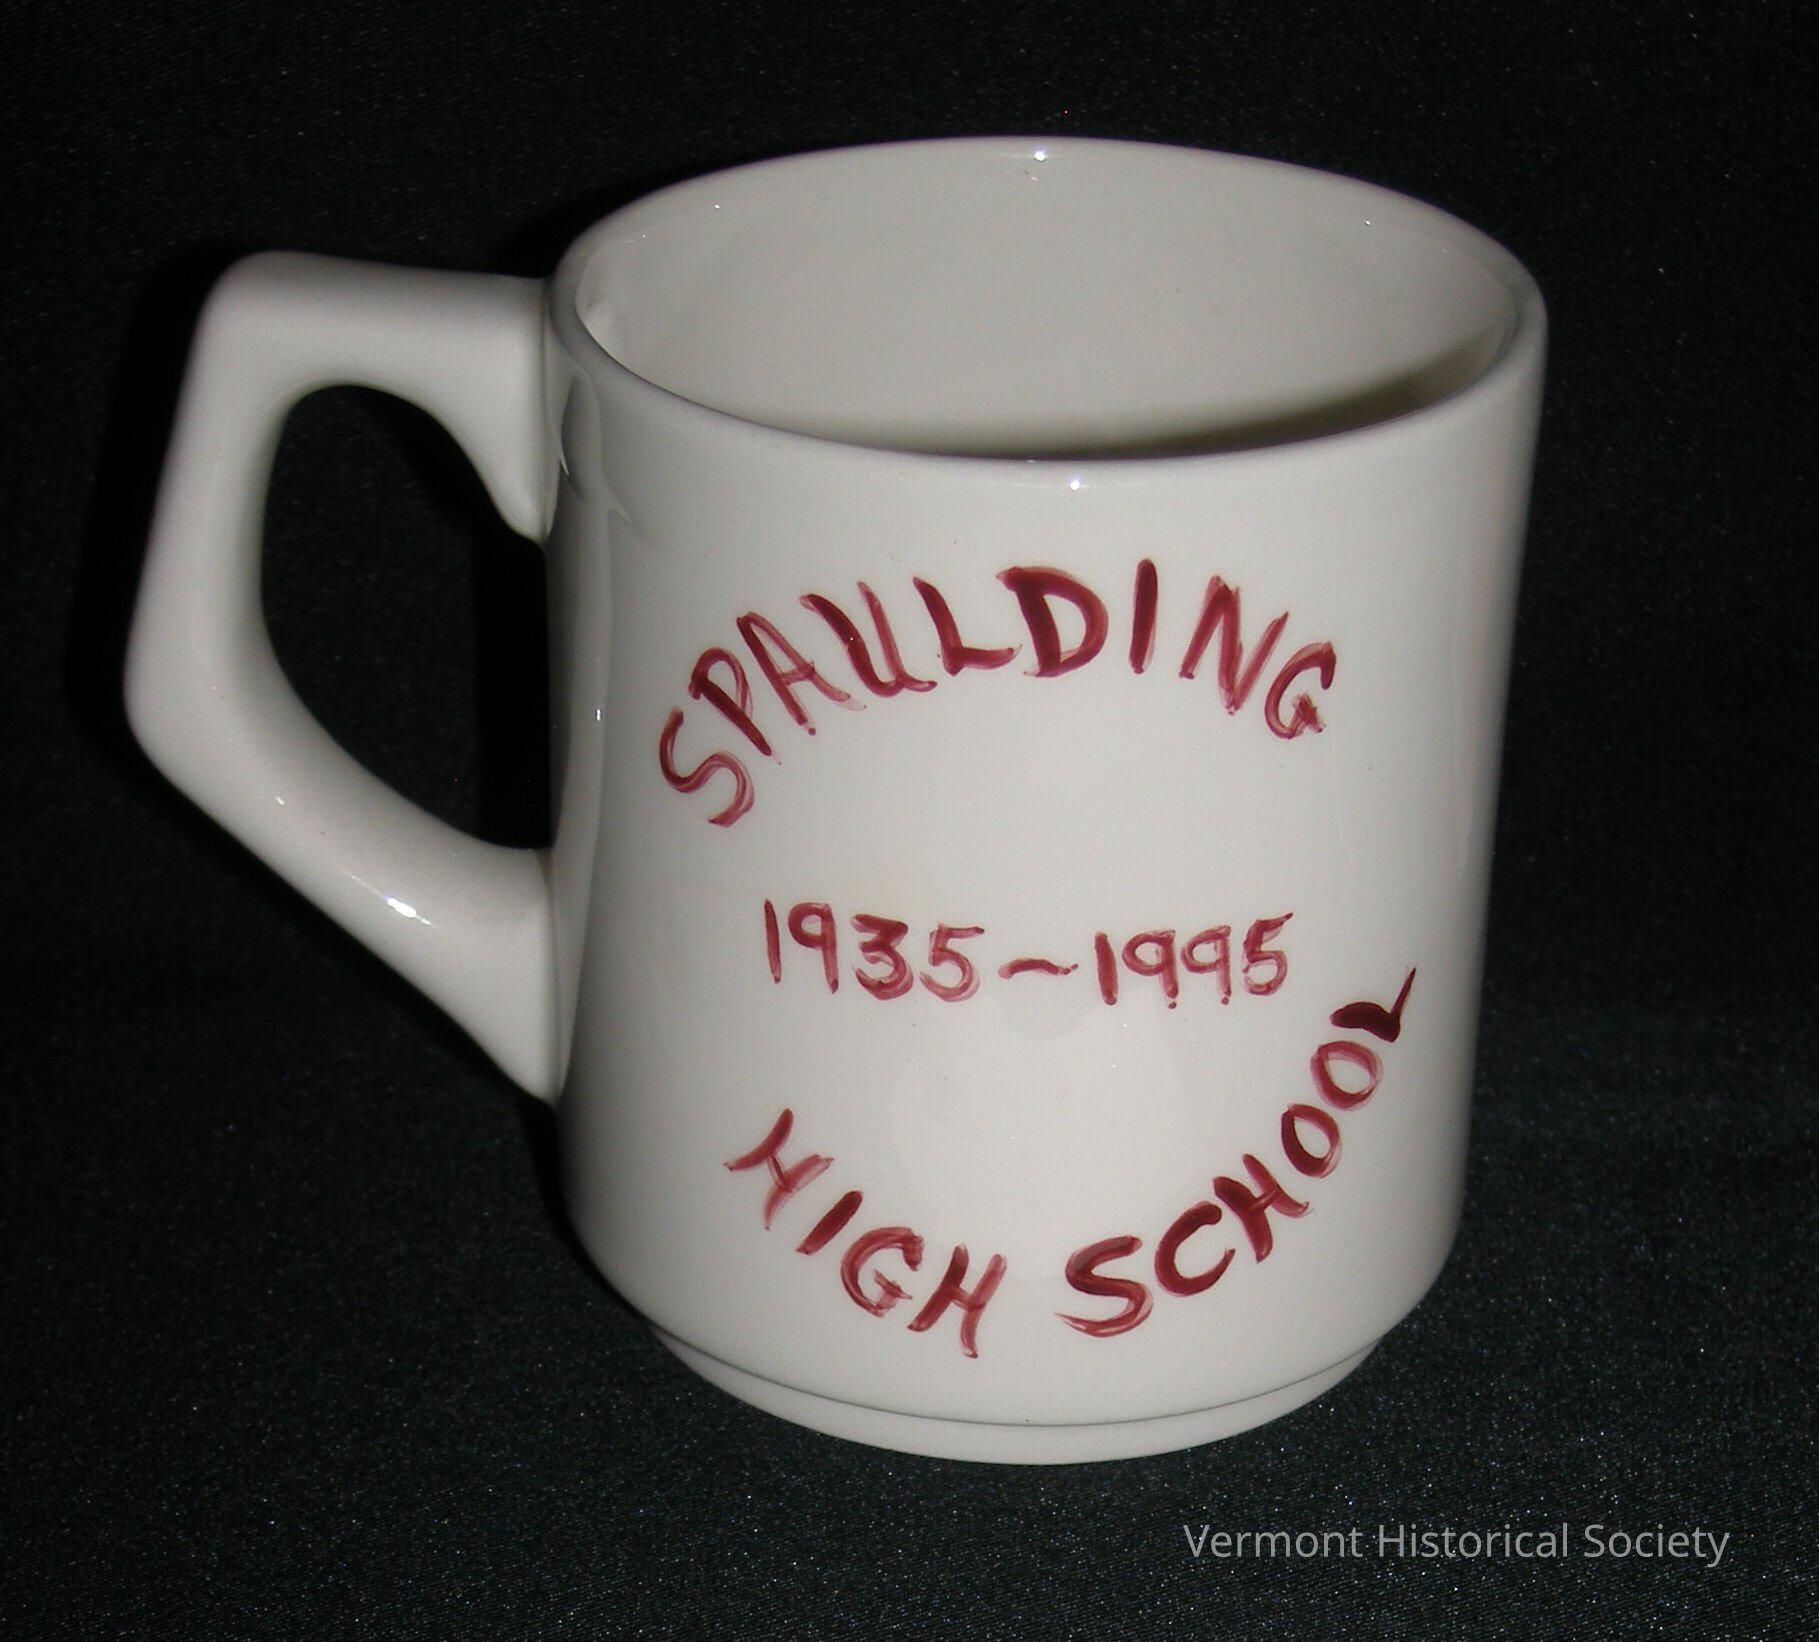 SPAULDING
1935~1995
HIGH SCHOOL
Vermont Historical Society